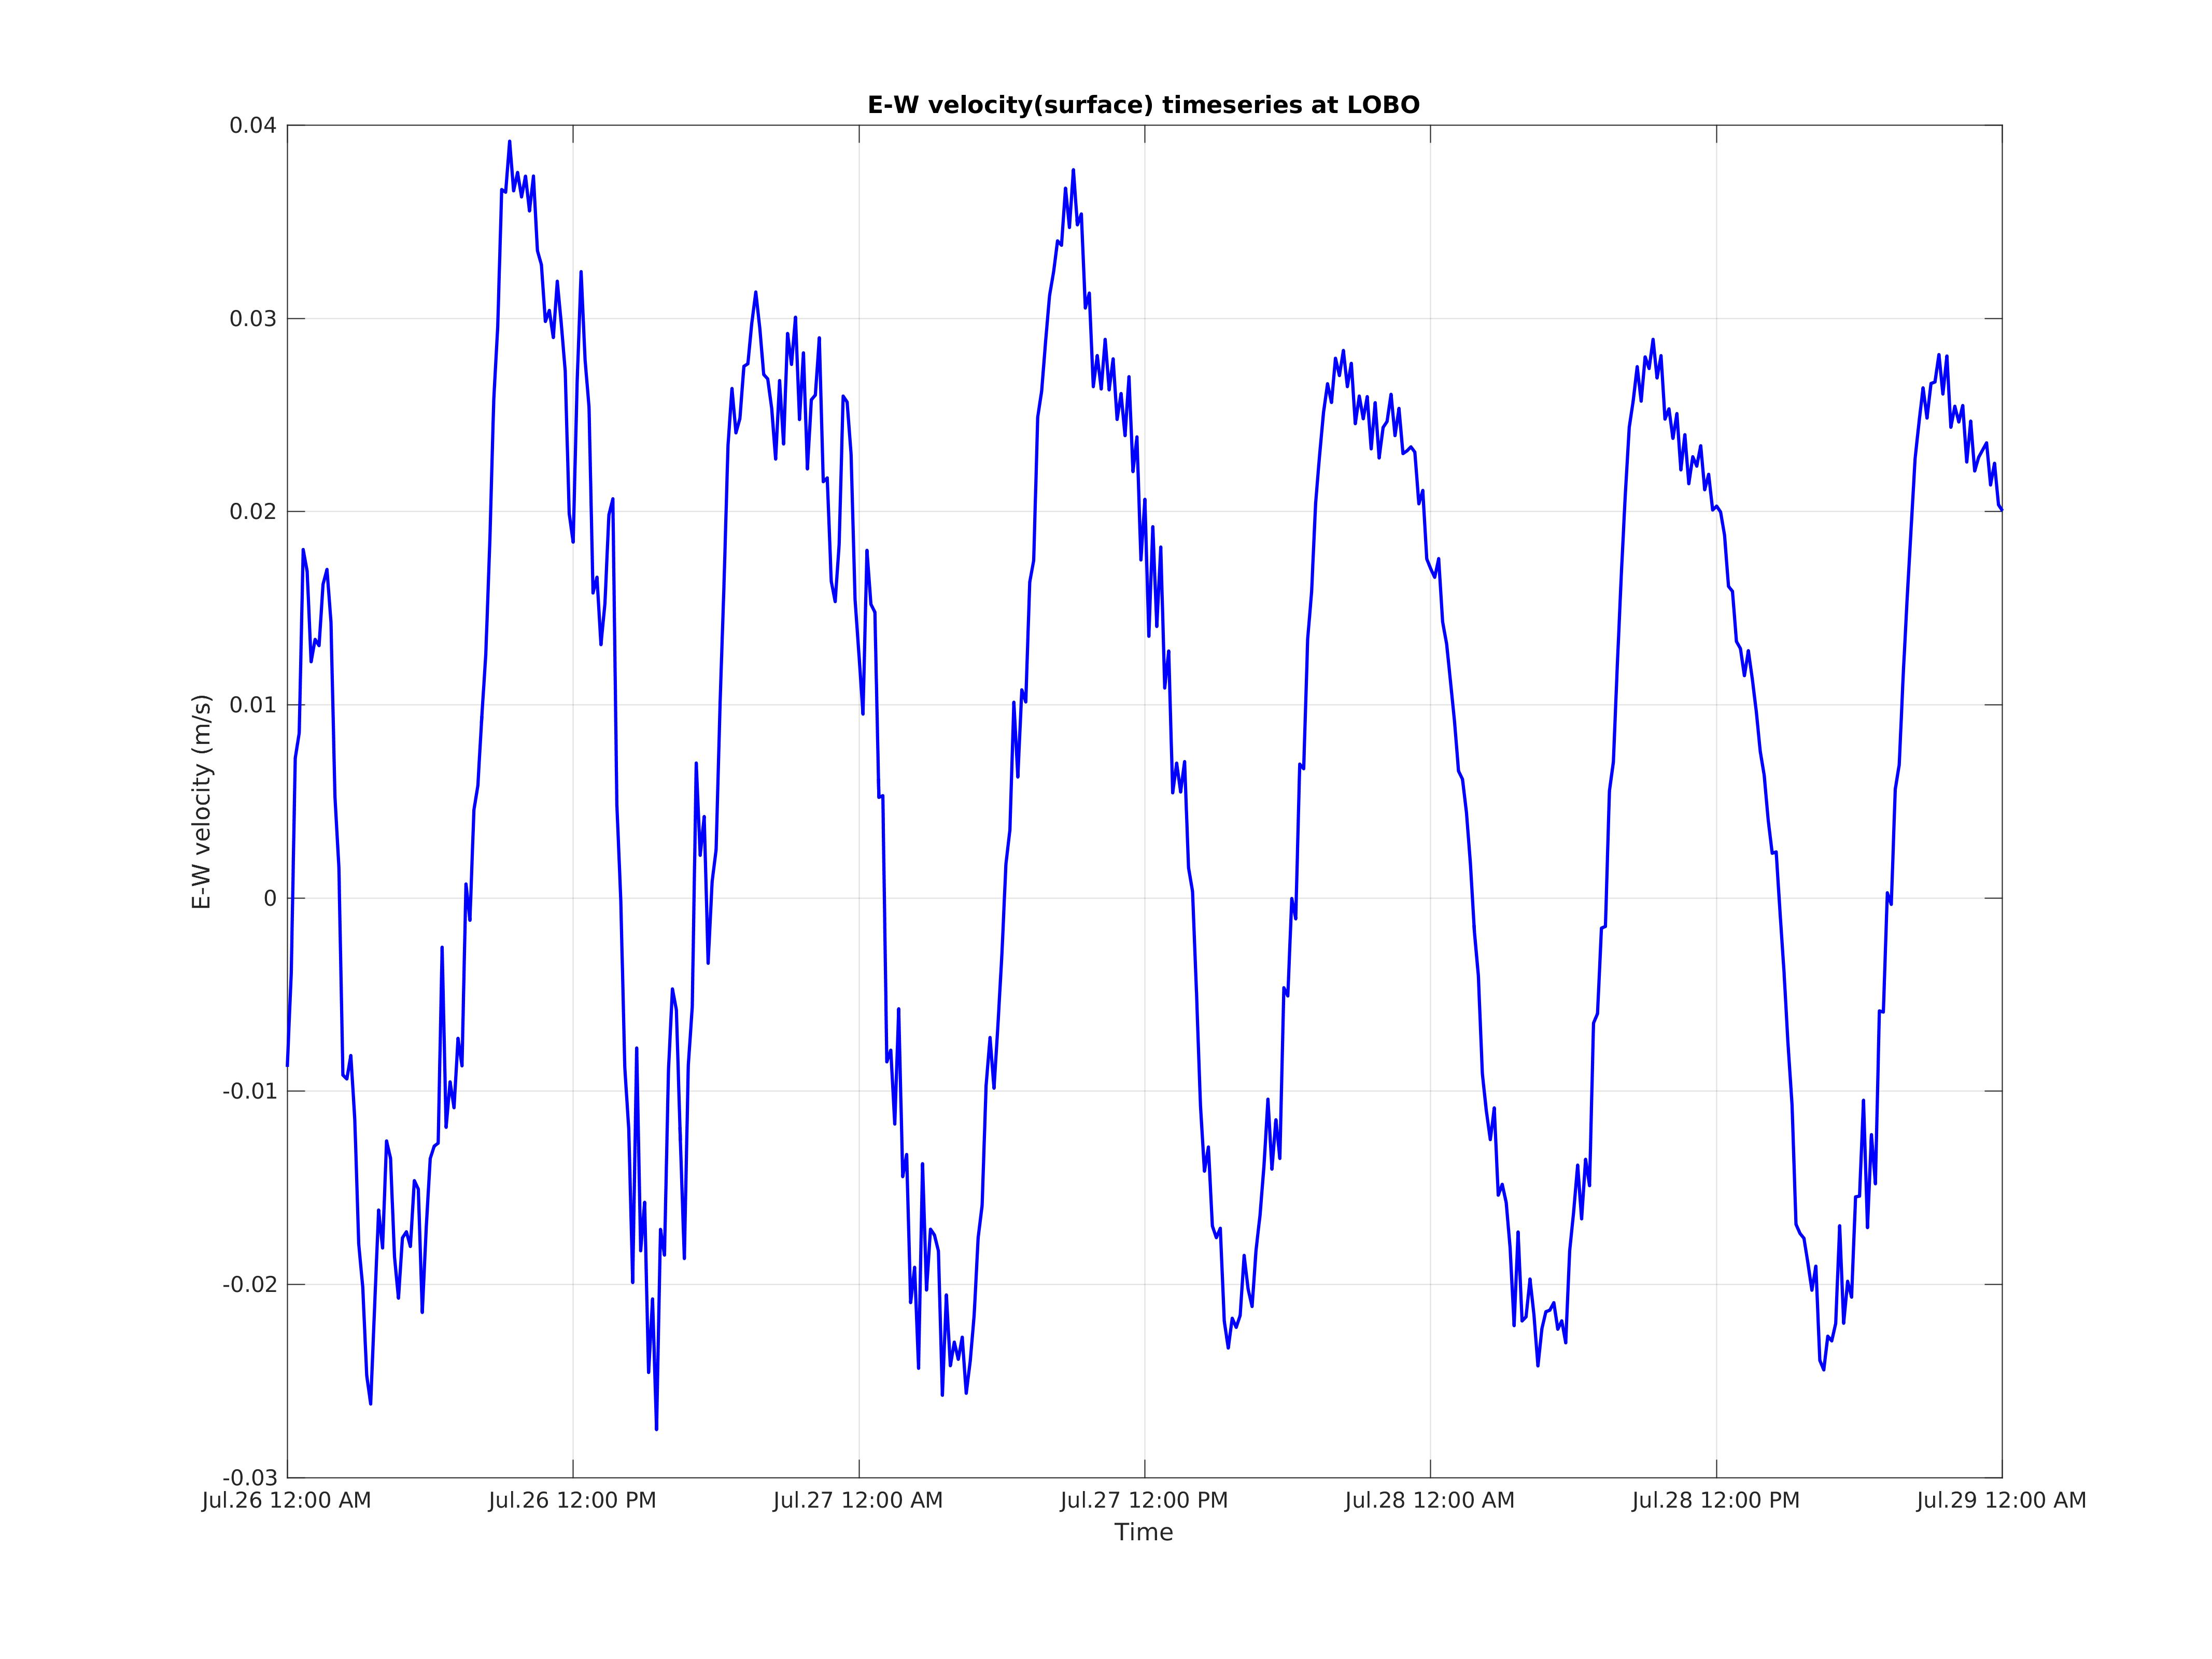 E-W velocity(surface) timeseries at LOBO
0.04
0.03
0.02
0.01
0
-0.01
-0.02
-0.03
E-W velocity (m/s)
Jul.26 12:00 AM Jul.26 12:00 PM Jul.27 12:00 AM Jul.27 12:00 PM Jul.28 12:00 AM Jul.28 12:00 PM Jul.29 12:00 AM
Time